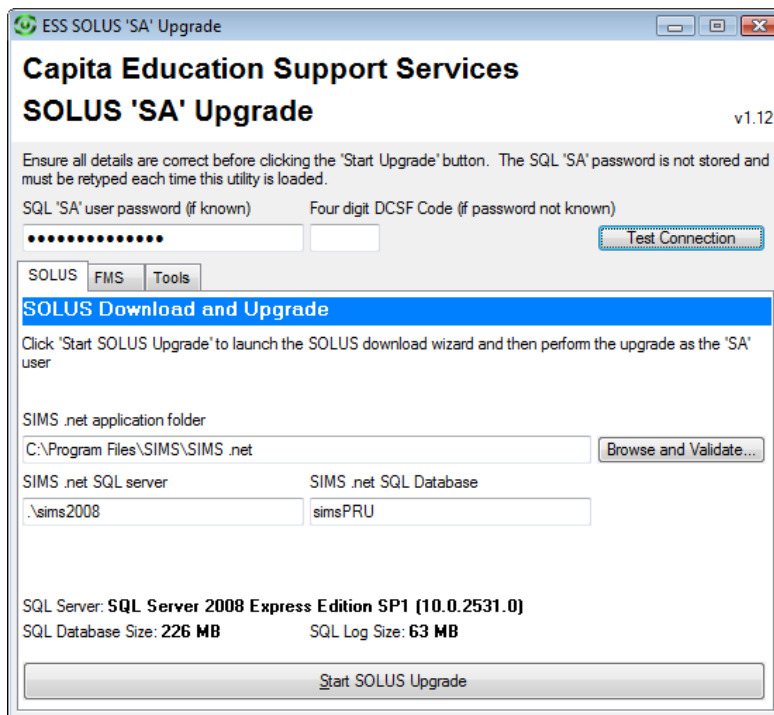 ESS SOLUS 'SA' Upgrade
Capita Education Support Services
SOLUS 'SA' Upgrade
v1.12
Ensure all details are correct before clicking the 'Start Upgrade' button. The SQL 'SA' password is not stored and
must be retyped each time this utility is loaded.
SQL 'SA' user password (if known) Four digit DCSF Code (if password not known)
●●●●●●●●●●●●●● Test Connection
SOLUS FMS Tools
SOLUS Download and Upgrade
Click 'Start SOLUS Upgrade' to launch the SOLUS download wizard and then perform the upgrade as the 'SA'
user
SIMS .net application folder
C:\Program Files\SIMS\SIMS .net Browse and Validate...
SIMS .net SQL server SIMS .net SQL Database
.\sims2008 simsPRU
SQL Server: SQL Server 2008 Express Edition SP1 (10.0.2531.0)
SQL Database Size: 226 MB SQL Log Size: 63 MB
Start SOLUS Upgrade